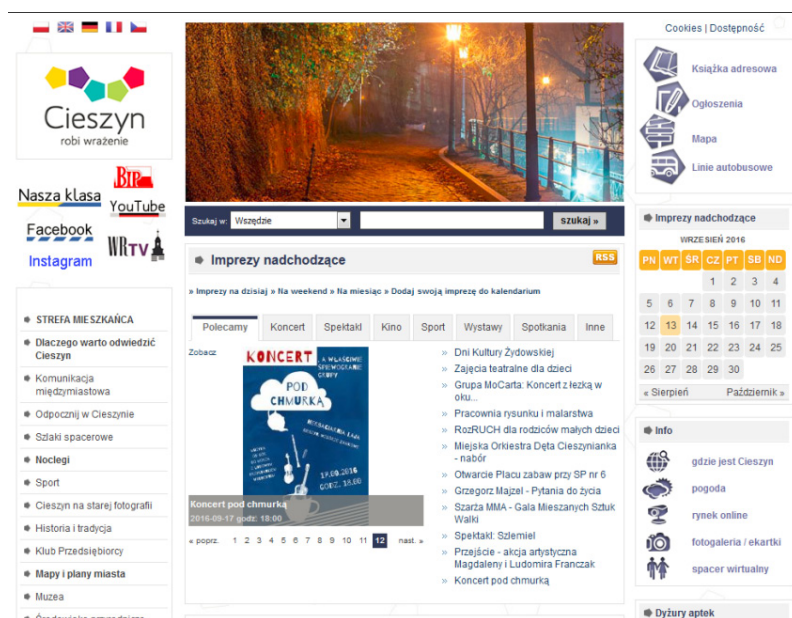 Cieszyn
robi wrażenie
BIP
Nasza klasa
YouTube
Facebook
WRTV
Instagram
STREFA MIESZKAŃCA
Dlaczego warto odwiedzić
Cieszyn
Komunikacja
międzymiastowa
Odpocznij w Cieszynie
Szlaki spacerowe
Noclegi
Sport
Cieszyn na starej fotografii
Historia i tradycja
Klub Przedsiębiorcy
Mapy i plany miasta
Muzea
Szukaj w: Wszędzie
szukaj »
Imprezy nadchodzące
RSS
» Imprezy na dzisiaj » Na weekend » Na miesiąc » Dodaj swoją imprezę do kalendarium
Polecamy Koncert Spektakl Kino Sport Wystawy Spotkania Inne
Zobacz
KONCERT
A WŁAŚCIWIE
ŚPIEWOGRANIE
GRUPY
POD
CHMURKĄ
17.09.2016
GODZ. 18.00
Koncert pod chmurką
2016-09-17 godz: 18:00
« poprz. 1 2 3 4 5 6 7 8 9 10 11 12 nast. »
» Dni Kultury Żydowskiej
» Zajęcia teatralne dla dzieci
» Grupa MoCarta: Koncert z łezką w
oku...
» Pracownia rysunku i malarstwa
» RozRUCH dla rodziców małych dzieci
» Miejska Orkiestra Dęta Cieszynianka
- nabór
» Otwarcie Placu zabaw przy SP nr 6
» Grzegorz Majzel - Pytania do życia
» Szarża MMA - Gala Mieszanych Sztuk
Walki
» Spektakl: Szlemiel
» Przejście - akcja artystyczna
Magdaleny i Ludomira Franczak
» Koncert pod chmurką
Cookies | Dostępność
Książka adresowa
Ogłoszenia
Mapa
Linie autobusowe
Imprezy nadchodzące
WRZESIEŃ 2016
PN WT ŚR CZ PT SB ND
1 2 3 4
5 6 7 8 9 10 11
12 13 14 15 16 17 18
19 20 21 22 23 24 25
26 27 28 29 30
« Sierpień Październik »
Info
gdzie jest Cieszyn
pogoda
rynek online
fotogaleria / ekartki
spacer wirtualny
Dyżury aptek